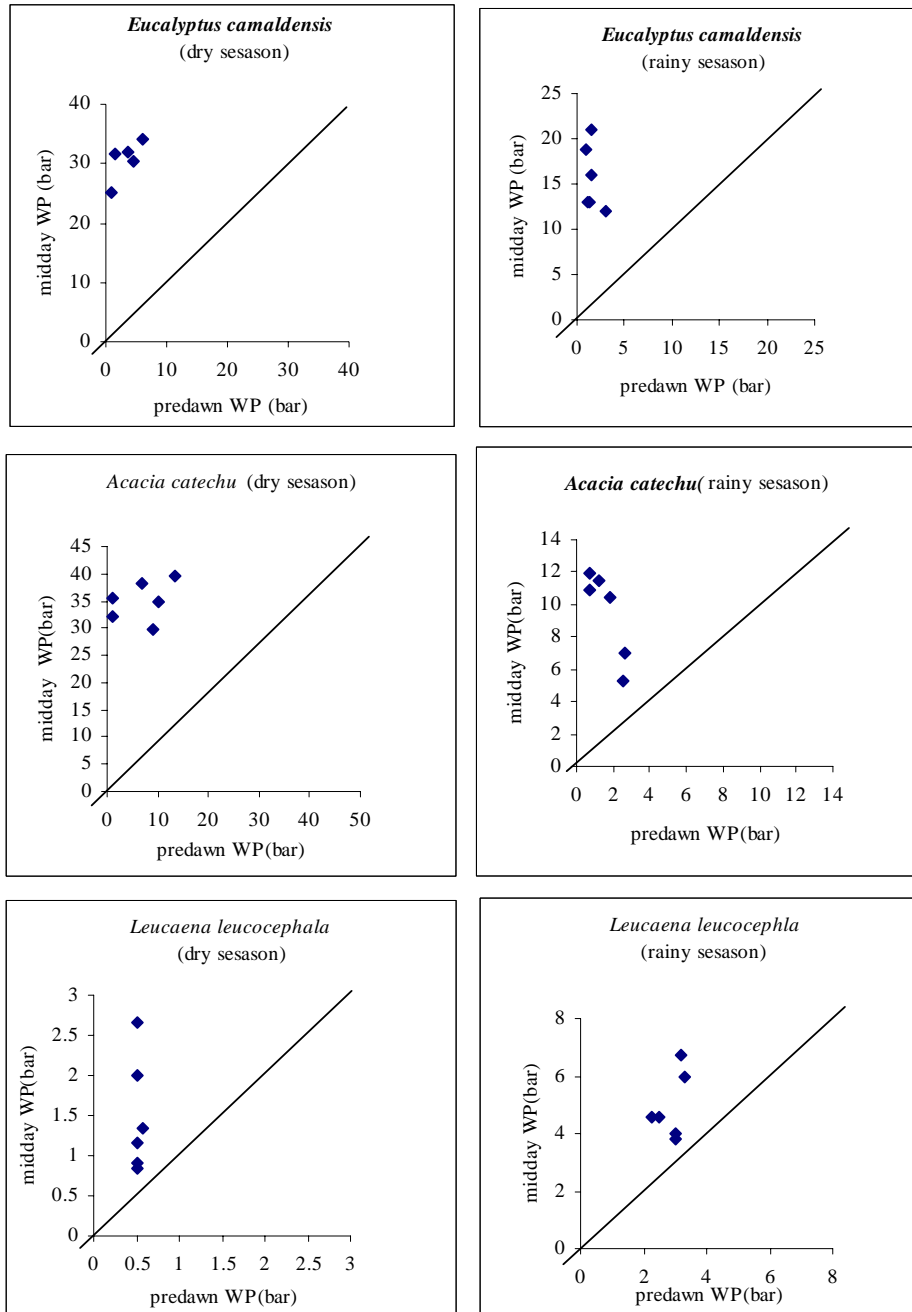 Eucalyptus camaldensis
(dry sesason)
40
30
20
10
0
midday WP (bar)
0 10 20 30 40
predawn WP (bar)
Eucalyptus camaldensis
(rainy sesason)
25
20
15
10
5
0
midday WP (bar)
0 5 10 15 20 25
predawn WP (bar)
Acacia catechu (dry sesason)
45
40
35
30
25
20
15
10
5
0
midday WP(bar)
0 10 20 30 40 50
predawn WP(bar)
Acacia catechu( rainy sesason)
14
12
10
8
6
4
2
0
midday WP(bar)
0 2 4 6 8 10 12 14
predawn WP(bar)
Leucaena leucocephala
(dry sesason)
3
2.5
2
1.5
1
0.5
0
midday WP(bar)
0 0.5 1 1.5 2 2.5 3
predawn WP(bar)
Leucaena leucocephla
(rainy sesason)
8
6
4
2
0
midday WP(bar)
0 2 4 6 8
predawn WP(bar)